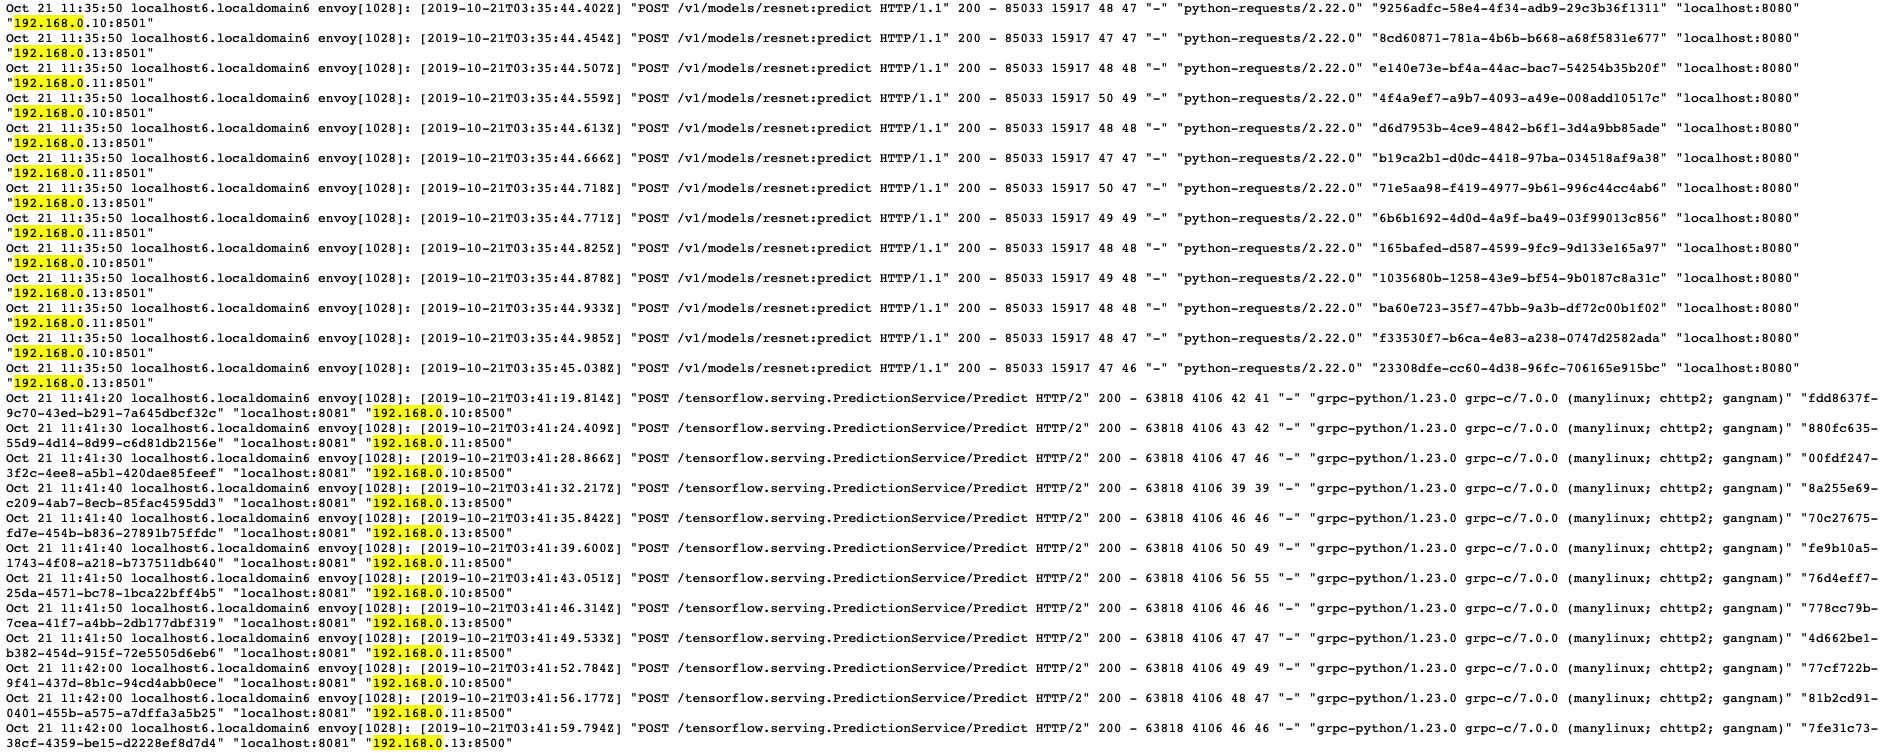 Oct 21 11:35:50 localhost6.localdomain6 envoy[1028]: [2019-10-21T03:35:44.402Z] "POST /v1/models/resnet:predict HTTP/1.1" 200 - 85033 15917 48 47 "-" "python-requests/2.22.0" "9256adfc-58e4-4f34-adb9-29c3b36f1311" "localhost:8080"
"192.168.0.10:8501"
Oct 21 11:35:50 localhost6.localdomain6 envoy[1028]: [2019-10-21T03:35:44.454Z] "POST /v1/models/resnet:predict HTTP/1.1" 200 - 85033 15917 47 47 "-" "python-requests/2.22.0" "8cd60871-781a-4b6b-b668-a68f5831e677" "localhost:8080"
"192.168.0.13:8501"
Oct 21 11:35:50 localhost6.localdomain6 envoy[1028]: [2019-10-21T03:35:44.507Z] "POST /v1/models/resnet:predict HTTP/1.1" 200 - 85033 15917 48 48 "-" "python-requests/2.22.0" "e140e73e-bf4a-44ac-bac7-54254b35b20f" "localhost:8080"
"192.168.0.11:8501"
Oct 21 11:35:50 localhost6.localdomain6 envoy[1028]: [2019-10-21T03:35:44.559Z] "POST /v1/models/resnet:predict HTTP/1.1" 200 - 85033 15917 50 49 "-" "python-requests/2.22.0" "4f4a9ef7-a9b7-4093-a49e-008add10517c" "localhost:8080"
"192.168.0.10:8501"
Oct 21 11:35:50 localhost6.localdomain6 envoy[1028]: [2019-10-21T03:35:44.613Z] "POST /v1/models/resnet:predict HTTP/1.1" 200 - 85033 15917 48 48 "-" "python-requests/2.22.0" "d6d7953b-4ce9-4842-b6f1-3d4a9bb85ade" "localhost:8080"
"192.168.0.13:8501"
Oct 21 11:35:50 localhost6.localdomain6 envoy[1028]: [2019-10-21T03:35:44.666Z] "POST /v1/models/resnet:predict HTTP/1.1" 200 - 85033 15917 47 47 "-" "python-requests/2.22.0" "b19ca2b1-d0dc-4418-97ba-034518af9a38" "localhost:8080"
"192.168.0.11:8501"
Oct 21 11:35:50 localhost6.localdomain6 envoy[1028]: [2019-10-21T03:35:44.718Z] "POST /v1/models/resnet:predict HTTP/1.1" 200 - 85033 15917 50 47 "-" "python-requests/2.22.0" "71e5aa98-f419-4977-9b61-996c44cc4ab6" "localhost:8080"
"192.168.0.13:8501"
Oct 21 11:35:50 localhost6.localdomain6 envoy[1028]: [2019-10-21T03:35:44.771Z] "POST /v1/models/resnet:predict HTTP/1.1" 200 - 85033 15917 49 49 "-" "python-requests/2.22.0" "6b6b1692-4d0d-4a9f-ba49-03f99013c856" "localhost:8080"
"192.168.0.11:8501"
Oct 21 11:35:50 localhost6.localdomain6 envoy[1028]: [2019-10-21T03:35:44.825Z] "POST /v1/models/resnet:predict HTTP/1.1" 200 - 85033 15917 48 48 "-" "python-requests/2.22.0" "165bafed-d587-4599-9fc9-9d133e165a97" "localhost:8080"
"192.168.0.10:8501"
Oct 21 11:35:50 localhost6.localdomain6 envoy[1028]: [2019-10-21T03:35:44.878Z] "POST /v1/models/resnet:predict HTTP/1.1" 200 - 85033 15917 49 48 "-" "python-requests/2.22.0" "1035680b-1258-43e9-bf54-9b0187c8a31c" "localhost:8080"
"192.168.0.13:8501"
Oct 21 11:35:50 localhost6.localdomain6 envoy[1028]: [2019-10-21T03:35:44.933Z] "POST /v1/models/resnet:predict HTTP/1.1" 200 - 85033 15917 48 48 "-" "python-requests/2.22.0" "ba60e723-35f7-47bb-9a3b-df72c00b1f02" "localhost:8080"
"192.168.0.11:8501"
Oct 21 11:35:50 localhost6.localdomain6 envoy[1028]: [2019-10-21T03:35:44.985Z] "POST /v1/models/resnet:predict HTTP/1.1" 200 - 85033 15917 48 47 "-" "python-requests/2.22.0" "f33530f7-b6ca-4e83-a238-0747d2582ada" "localhost:8080"
"192.168.0.10:8501"
Oct 21 11:35:50 localhost6.localdomain6 envoy[1028]: [2019-10-21T03:35:45.038Z] "POST /v1/models/resnet:predict HTTP/1.1" 200 - 85033 15917 47 46 "-" "python-requests/2.22.0" "23308dfe-cc60-4d38-96fc-706165e915bc" "localhost:8080"
"192.168.0.13:8501"
Oct 21 11:41:20 localhost6.localdomain6 envoy[1028]: [2019-10-21T03:41:19.814Z] "POST /tensorflow.serving.PredictionService/Predict HTTP/2" 200 - 63818 4106 42 41 "-" "grpc-python/1.23.0 grpc-c/7.0.0 (manylinux; chttp2; gangnam)" "fdd8637f-
9c70-43ed-b291-7a645dbcf32c" "localhost:8081" "192.168.0.10:8500"
Oct 21 11:41:30 localhost6.localdomain6 envoy[1028]: [2019-10-21T03:41:24.409Z] "POST /tensorflow.serving.PredictionService/Predict HTTP/2" 200 - 63818 4106 43 42 "-" "grpc-python/1.23.0 grpc-c/7.0.0 (manylinux; chttp2; gangnam)" "880fc635-
55d9-4d14-8d99-c6d81db2156e" "localhost:8081" "192.168.0.11:8500"
Oct 21 11:41:30 localhost6.localdomain6 envoy[1028]: [2019-10-21T03:41:28.866Z] "POST /tensorflow.serving.PredictionService/Predict HTTP/2" 200 - 63818 4106 47 46 "-" "grpc-python/1.23.0 grpc-c/7.0.0 (manylinux; chttp2; gangnam)" "00fdf247-
3f2c-4ee8-a5b1-420dae85feef" "localhost:8081" "192.168.0.10:8500"
Oct 21 11:41:40 localhost6.localdomain6 envoy[1028]: [2019-10-21T03:41:32.217Z] "POST /tensorflow.serving.PredictionService/Predict HTTP/2" 200 - 63818 4106 39 39 "-" "grpc-python/1.23.0 grpc-c/7.0.0 (manylinux; chttp2; gangnam)" "8a255e69-
c209-4ab7-8ecb-85fac4595dd3" "localhost:8081" "192.168.0.13:8500"
Oct 21 11:41:40 localhost6.localdomain6 envoy[1028]: [2019-10-21T03:41:35.842Z] "POST /tensorflow.serving.PredictionService/Predict HTTP/2" 200 - 63818 4106 46 46 "-" "grpc-python/1.23.0 grpc-c/7.0.0 (manylinux; chttp2; gangnam)" "70c27675-
fd7e-454b-b836-27891b75ffdc" "localhost:8081" "192.168.0.13:8500"
Oct 21 11:41:40 localhost6.localdomain6 envoy[1028]: [2019-10-21T03:41:39.600Z] "POST /tensorflow.serving.PredictionService/Predict HTTP/2" 200 - 63818 4106 50 49 "-" "grpc-python/1.23.0 grpc-c/7.0.0 (manylinux; chttp2; gangnam)" "fe9b10a5-
1743-4f08-a218-b737511db640" "localhost:8081" "192.168.0.11:8500"
Oct 21 11:41:50 localhost6.localdomain6 envoy[1028]: [2019-10-21T03:41:43.051Z] "POST /tensorflow.serving.PredictionService/Predict HTTP/2" 200 - 63818 4106 56 55 "-" "grpc-python/1.23.0 grpc-c/7.0.0 (manylinux; chttp2; gangnam)" "76d4eff7-
25da-4571-bc78-1bca22bff4b5" "localhost:8081" "192.168.0.10:8500"
Oct 21 11:41:50 localhost6.localdomain6 envoy[1028]: [2019-10-21T03:41:46.314Z] "POST /tensorflow.serving.PredictionService/Predict HTTP/2" 200 - 63818 4106 46 46 "-" "grpc-python/1.23.0 grpc-c/7.0.0 (manylinux; chttp2; gangnam)" "778cc79b-
7cea-41f7-a4bb-2db177dbf319" "localhost:8081" "192.168.0.13:8500"
Oct 21 11:41:50 localhost6.localdomain6 envoy[1028]: [2019-10-21T03:41:49.533Z] "POST /tensorflow.serving.PredictionService/Predict HTTP/2" 200 - 63818 4106 47 47 "-" "grpc-python/1.23.0 grpc-c/7.0.0 (manylinux; chttp2; gangnam)" "4d662be1-
b382-454d-915f-72e5505d6eb6" "localhost:8081" "192.168.0.11:8500"
Oct 21 11:42:00 localhost6.localdomain6 envoy[1028]: [2019-10-21T03:41:52.784Z] "POST /tensorflow.serving.PredictionService/Predict HTTP/2" 200 - 63818 4106 49 49 "-" "grpc-python/1.23.0 grpc-c/7.0.0 (manylinux; chttp2; gangnam)" "77cf722b-
9f41-437d-8b1c-94cd4abb0ece" "localhost:8081" "192.168.0.10:8500"
Oct 21 11:42:00 localhost6.localdomain6 envoy[1028]: [2019-10-21T03:41:56.177Z] "POST /tensorflow.serving.PredictionService/Predict HTTP/2" 200 - 63818 4106 48 47 "-" "grpc-python/1.23.0 grpc-c/7.0.0 (manylinux; chttp2; gangnam)" "81b2cd91-
0401-455b-a575-a7dffa3a5b25" "localhost:8081" "192.168.0.11:8500"
Oct 21 11:42:00 localhost6.localdomain6 envoy[1028]: [2019-10-21T03:41:59.794Z] "POST /tensorflow.serving.PredictionService/Predict HTTP/2" 200 - 63818 4106 46 46 "-" "grpc-python/1.23.0 grpc-c/7.0.0 (manylinux; chttp2; gangnam)" "7fe31c73-
38cf-4359-be15-d2228ef8d7d4" "localhost:8081" "192.168.0.13:8500"